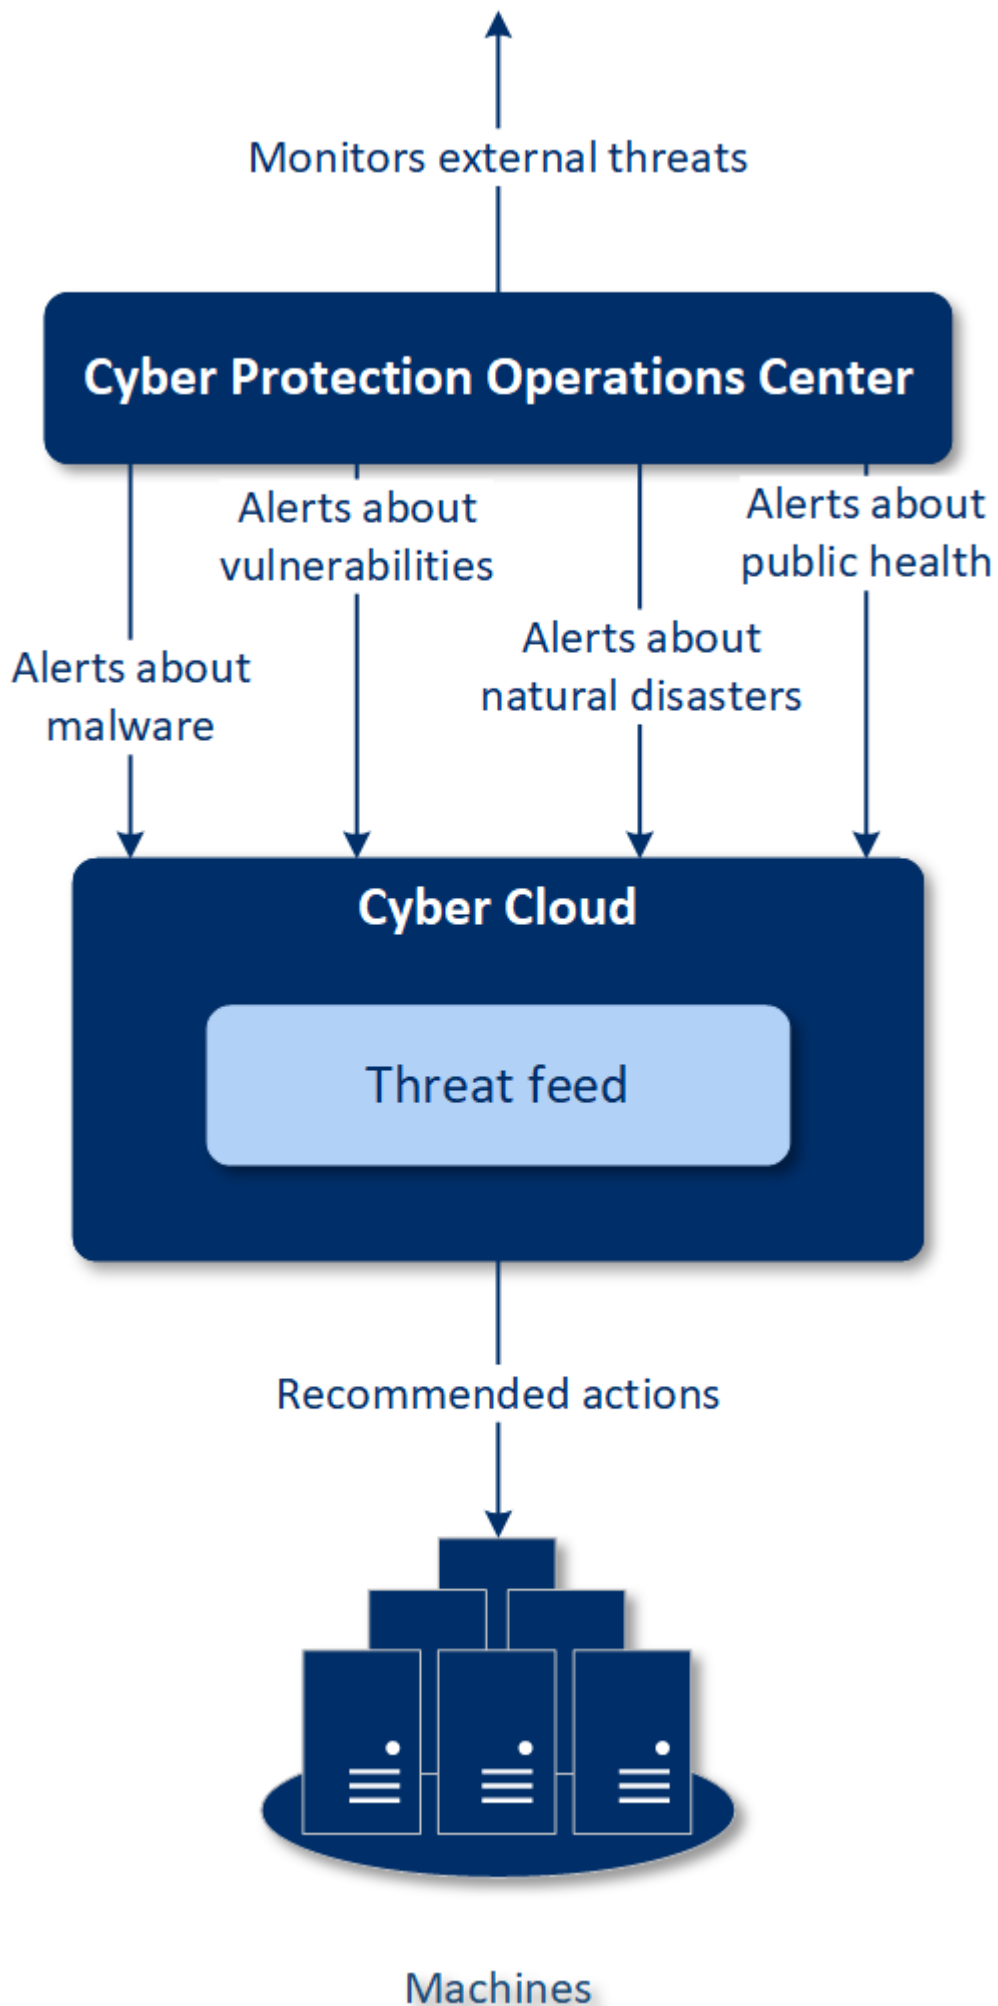 Monitors external threats
Cyber Protection Operations Center
Alerts about
vulnerabilities
Alerts about
public health
Alerts about
malware
Alerts about
natural disasters
Cyber Cloud
Threat feed
Recommended actions
Machines